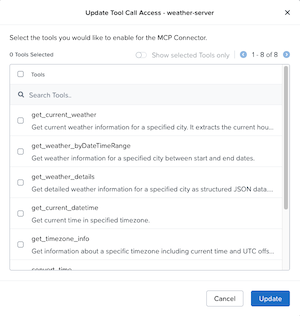 Update Tool Call Access - weather-server
Select the tools you would like to enable for the MCP Connector.
0 Tools Selected
Show selected Tools only
1 - 8 of 8
Tools
Search Tools..
get_current_weather
Get current weather information for a specified city. It extracts the current hou...
get_weather_byDateTimeRange
Get weather information for a specified city between start and end dates.
get_weather_details
Get detailed weather information for a specified city as structured JSON data....
get_current_datetime
Get current time in specified timezone.
get_timezone_info
Get information about a specific timezone including current time and UTC offs...
convert_time
Cancel
Update